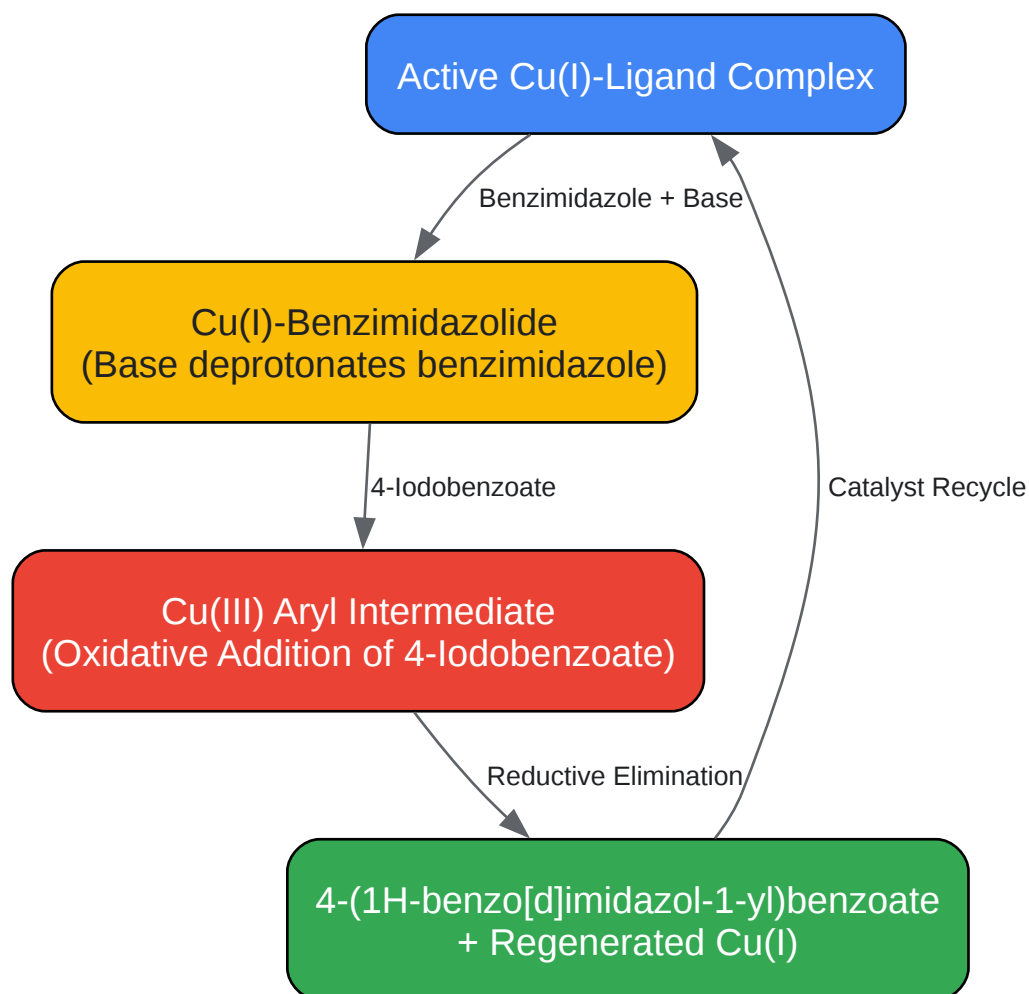 Active Cu(I)-Ligand Complex
Benzimidazole + Base
Cu(I)-Benzimidazolide
(Base deprotonates benzimidazole)
4-Iodobenzoate
Catalyst Recycle
Cu(III) Aryl Intermediate
(Oxidative Addition of 4-Iodobenzoate)
Reductive Elimination
4-(1H-benzo[d]imidazol-1-yl)benzoate
+ Regenerated Cu(I)